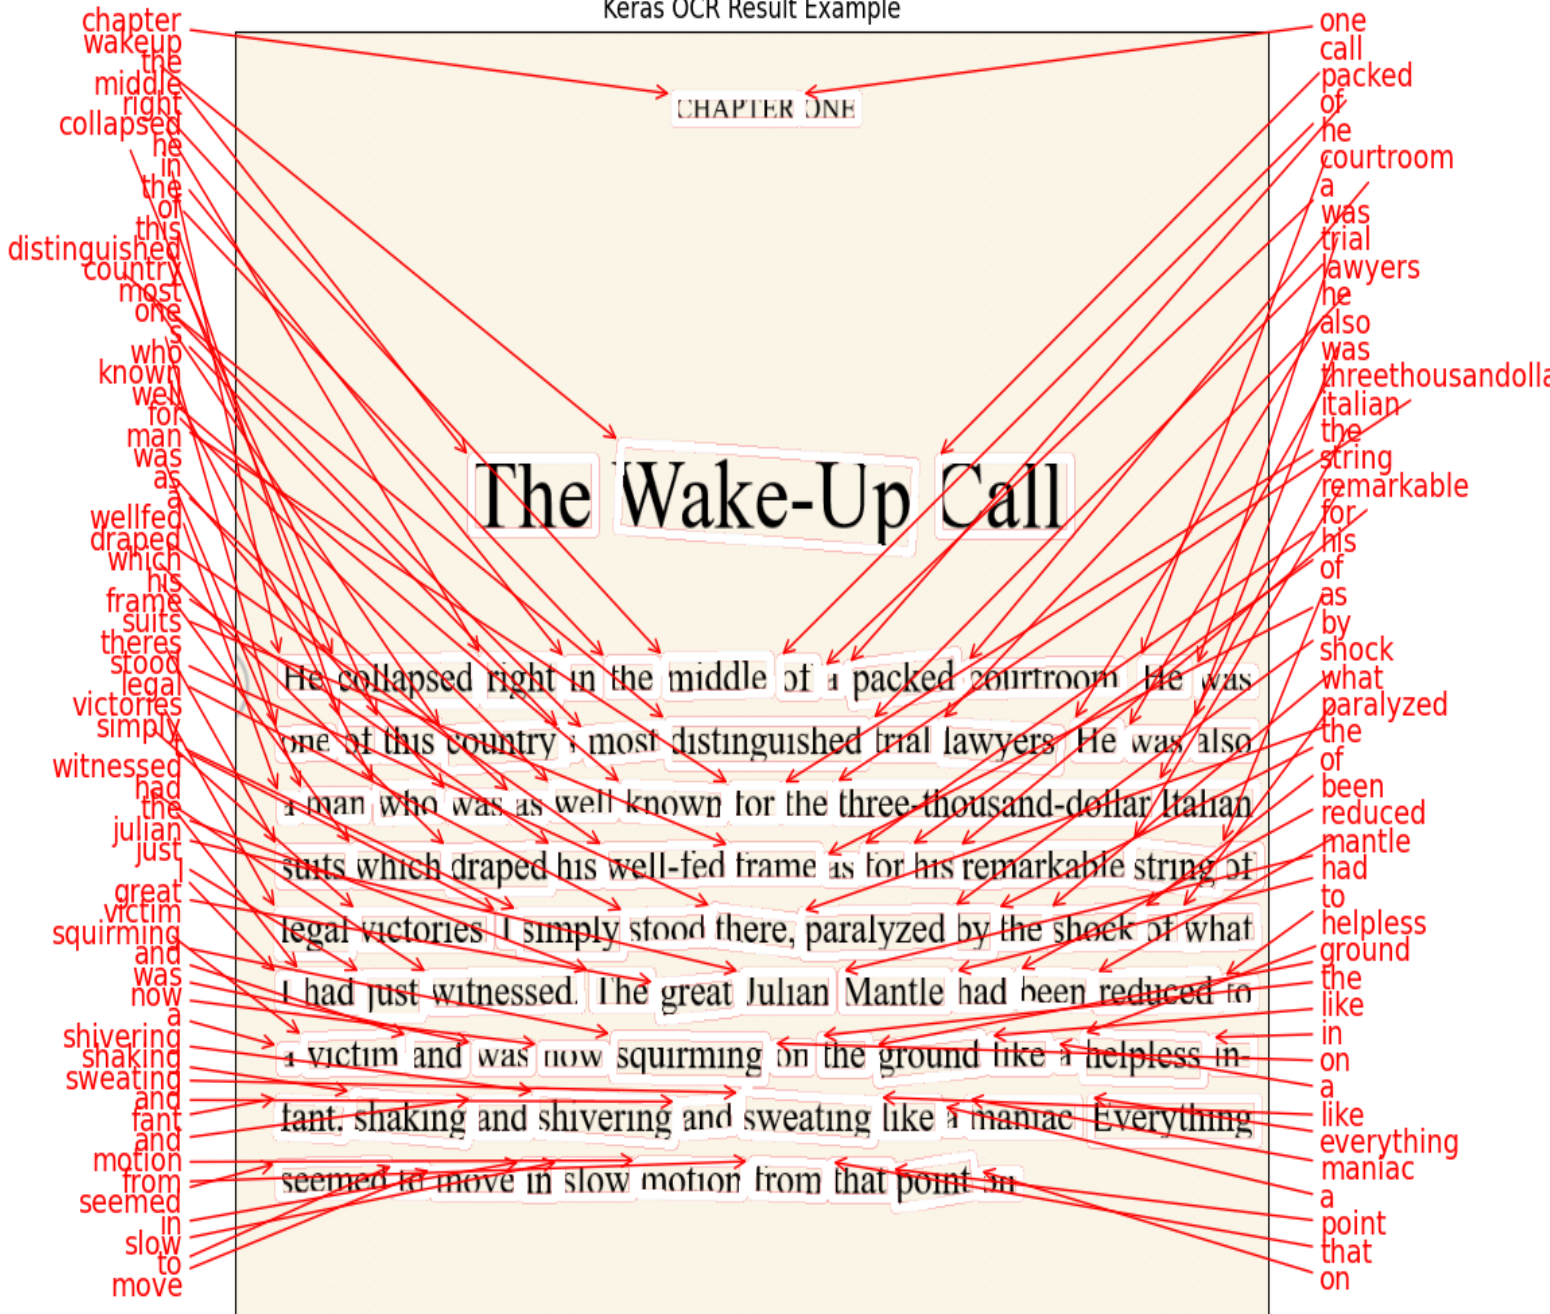 Keras OCR Result Example
chapter
wakeup
the
middle
right
collapsed
he
in
the
of
this
distinguished
country
most
one
s
who
known
well
for
man
was
as
a
wellfed
draped
which
his
frame
suits
theres
stood
legal
victories
simply
witnessed
had
the
julian
just
great
victim
squirming
and
was
now
a
shivering
shaking
sweating
and
fant
and
motion
from
seemed
in
slow
to
move
CHAPTER ONE
The Wake-Up Call
He collapsed right in the middle of a packed courtroom He was
one of this country s most distinguished trial lawyers He was also
a man who was as well known for the three-thousand-dollar Italian
suits which draped his well-fed frame as for his remarkable string of
legal victories I simply stood there, paralyzed by the shock of what
I had just witnessed. The great Julian Mantle had been reduced to
a victim and was now squirming on the ground like a helpless in-
fant. shaking and shivering and sweating like a maniac Everything
seemed to move in slow motion from that point on
one
call
packed
of
he
courtroom
a
was
trial
lawyers
he
also
was
threethousandolla
italian
the
string
remarkable
for
his
of
as
by
shock
what
paralyzed
the
of
been
reduced
mantle
had
to
helpless
ground
the
like
in
on
a
like
everything
maniac
a
point
that
on